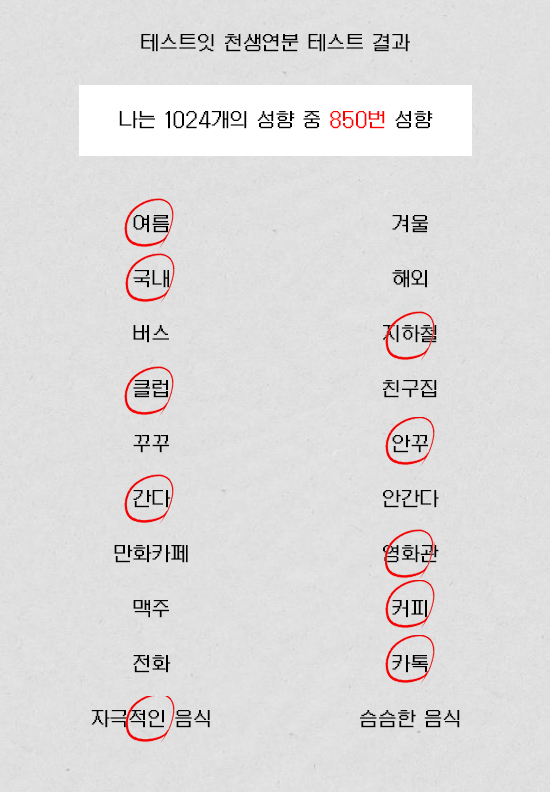 테스트잇 천생연분 테스트 결과
나는 1024개의 성향 중 850번 성향
여름 겨울
국내 해외
버스 지하철
클럽 친구집
꾸꾸 안꾸
간다 안간다
만화카페 영화관
맥주 커피
전화 카톡
자극적인 음식 슴슴한 음식